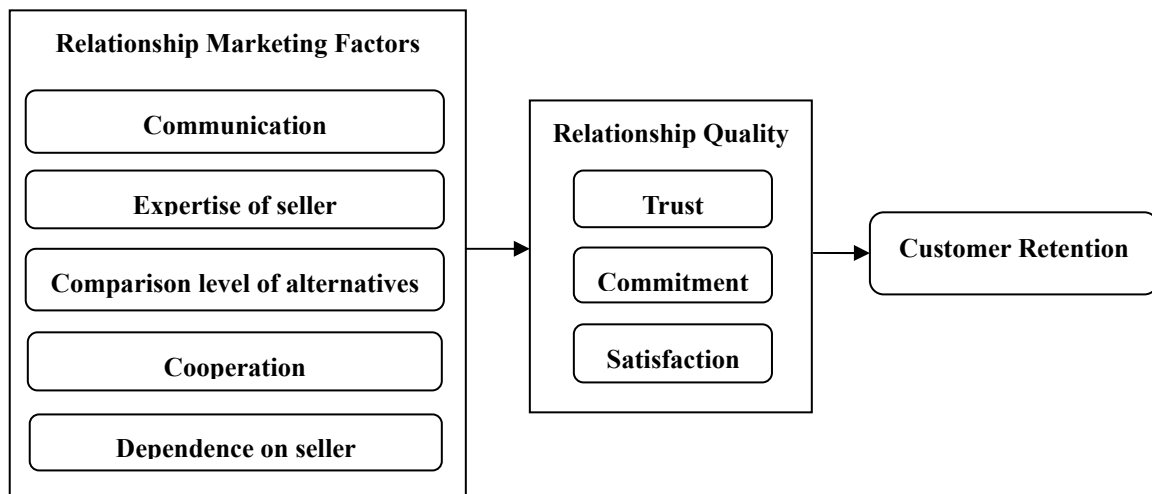 Relationship Marketing Factors
Communication
Expertise of seller
Comparison level of alternatives
Cooperation
Dependence on seller
Relationship Quality
Trust
Commitment
Satisfaction
Customer Retention